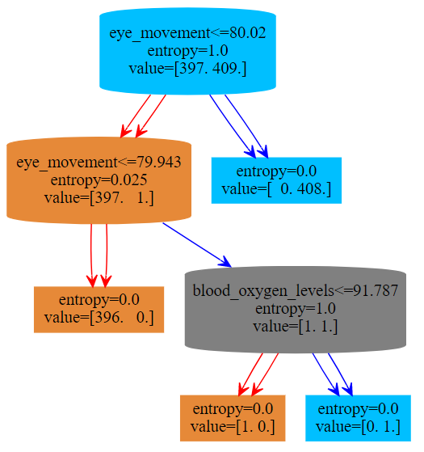 eye_movement<=80.02
entropy=1.0
value=[397. 409.]
eye_movement<=79.943
entropy=0.025
value=[397.   1.]
entropy=0.0
value=[  0. 408.]
entropy=0.0
value=[396.   0.]
blood_oxygen_levels<=91.787
entropy=1.0
value=[1. 1.]
entropy=0.0
value=[1. 0.]
entropy=0.0
value=[0. 1.]